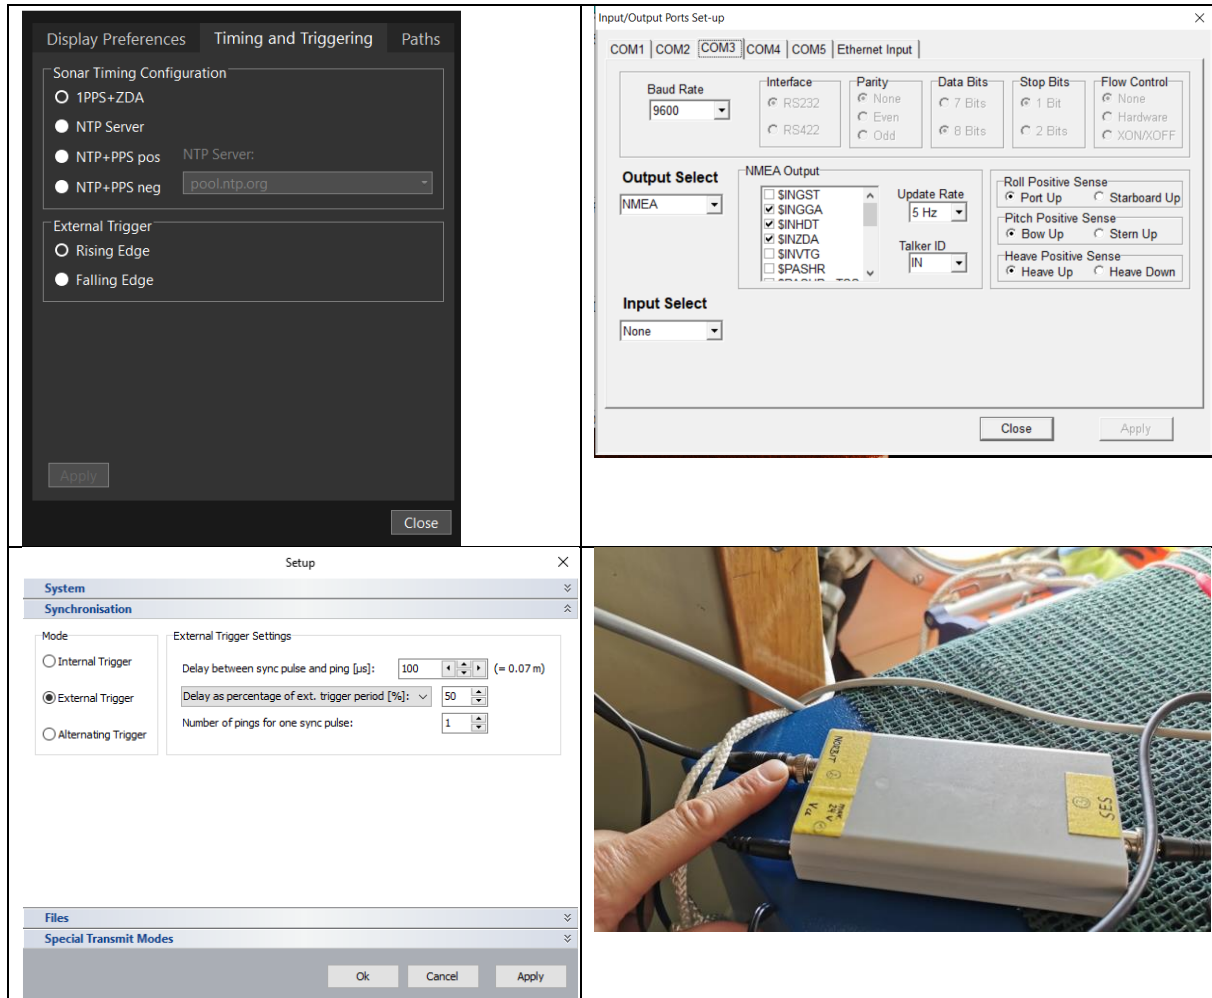 Display Preferences Timing and Triggering Paths
Sonar Timing Configuration
1PPS+ZDA
NTP Server
NTP+PPS pos NTP Server:
NTP+PPS neg pool.ntp.org
External Trigger
Rising Edge
Falling Edge
Apply
Close
Input/Output Ports Set-up
COM1 COM2 COM3 COM4 COM5 Ethernet Input
Baud Rate
9600
Interface
RS232
RS422
Parity
None
Even
Odd
Data Bits
7 Bits
8 Bits
Stop Bits
1 Bit
2 Bits
Flow Control
None
Hardware
XON/XOFF
Output Select
NMEA
NMEA Output
$INGST
$INGGA
$INHDT
$INZDA
$INVTG
$PASHR
Update Rate
5 Hz
Talker ID
IN
Roll Positive Sense
Port Up Starboard Up
Pitch Positive Sense
Bow Up Stern Up
Heave Positive Sense
Heave Up Heave Down
Input Select
None
Close Apply
Setup
System
Synchronisation
Mode
Internal Trigger
External Trigger
Alternating Trigger
External Trigger Settings
Delay between sync pulse and ping [µs]: 100 (= 0.07 m)
Delay as percentage of ext. trigger period [%]: 50
Number of pings for one sync pulse: 1
Files
Special Transmit Modes
Ok Cancel Apply
NORBIT
24V
Vcc
SES